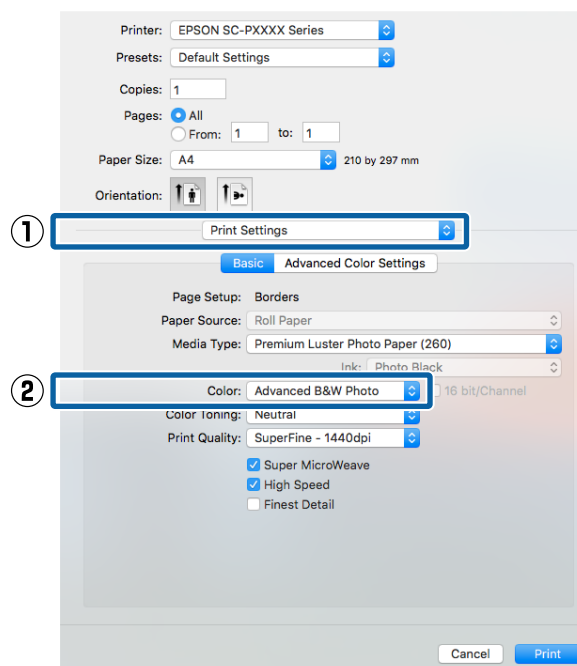 Printer: EPSON SC-PXXXX Series
Presets: Default Settings
Copies: 1
Pages: All
From: 1 to: 1
Paper Size: A4 210 by 297 mm
Orientation:
1 Print Settings
Basic Advanced Color Settings
Page Setup: Borders
Paper Source: Roll Paper
Media Type: Premium Luster Photo Paper (260)
Ink: Photo Black
2 Color: Advanced B&W Photo 16 bit/Channel
Color Toning: Neutral
Print Quality: SuperFine - 1440dpi
Super MicroWeave
High Speed
Finest Detail
Cancel Print